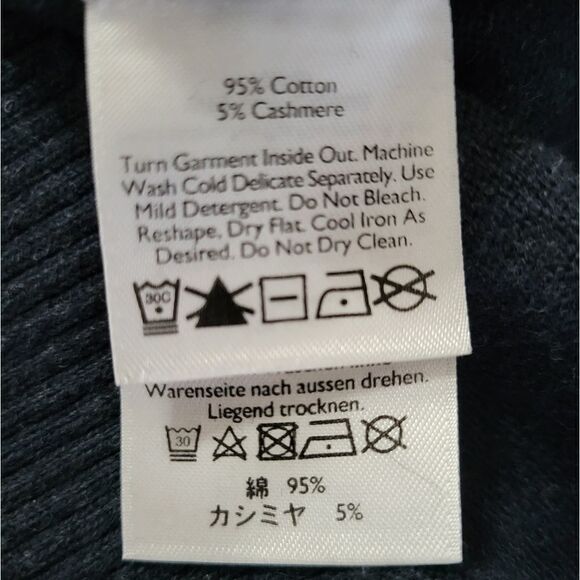 95% Cotton
5% Cashmere
Turn Garment Inside Out. Machine
Wash Cold Delicate Separately. Use
Mild Detergent. Do Not Bleach.
Reshape, Dry Flat. Cool Iron As
Desired. Do Not Dry Clean.
30C
Warenseite nach aussen drehen.
Liegend trocknen.
30
綿 95%
カシミヤ 5%